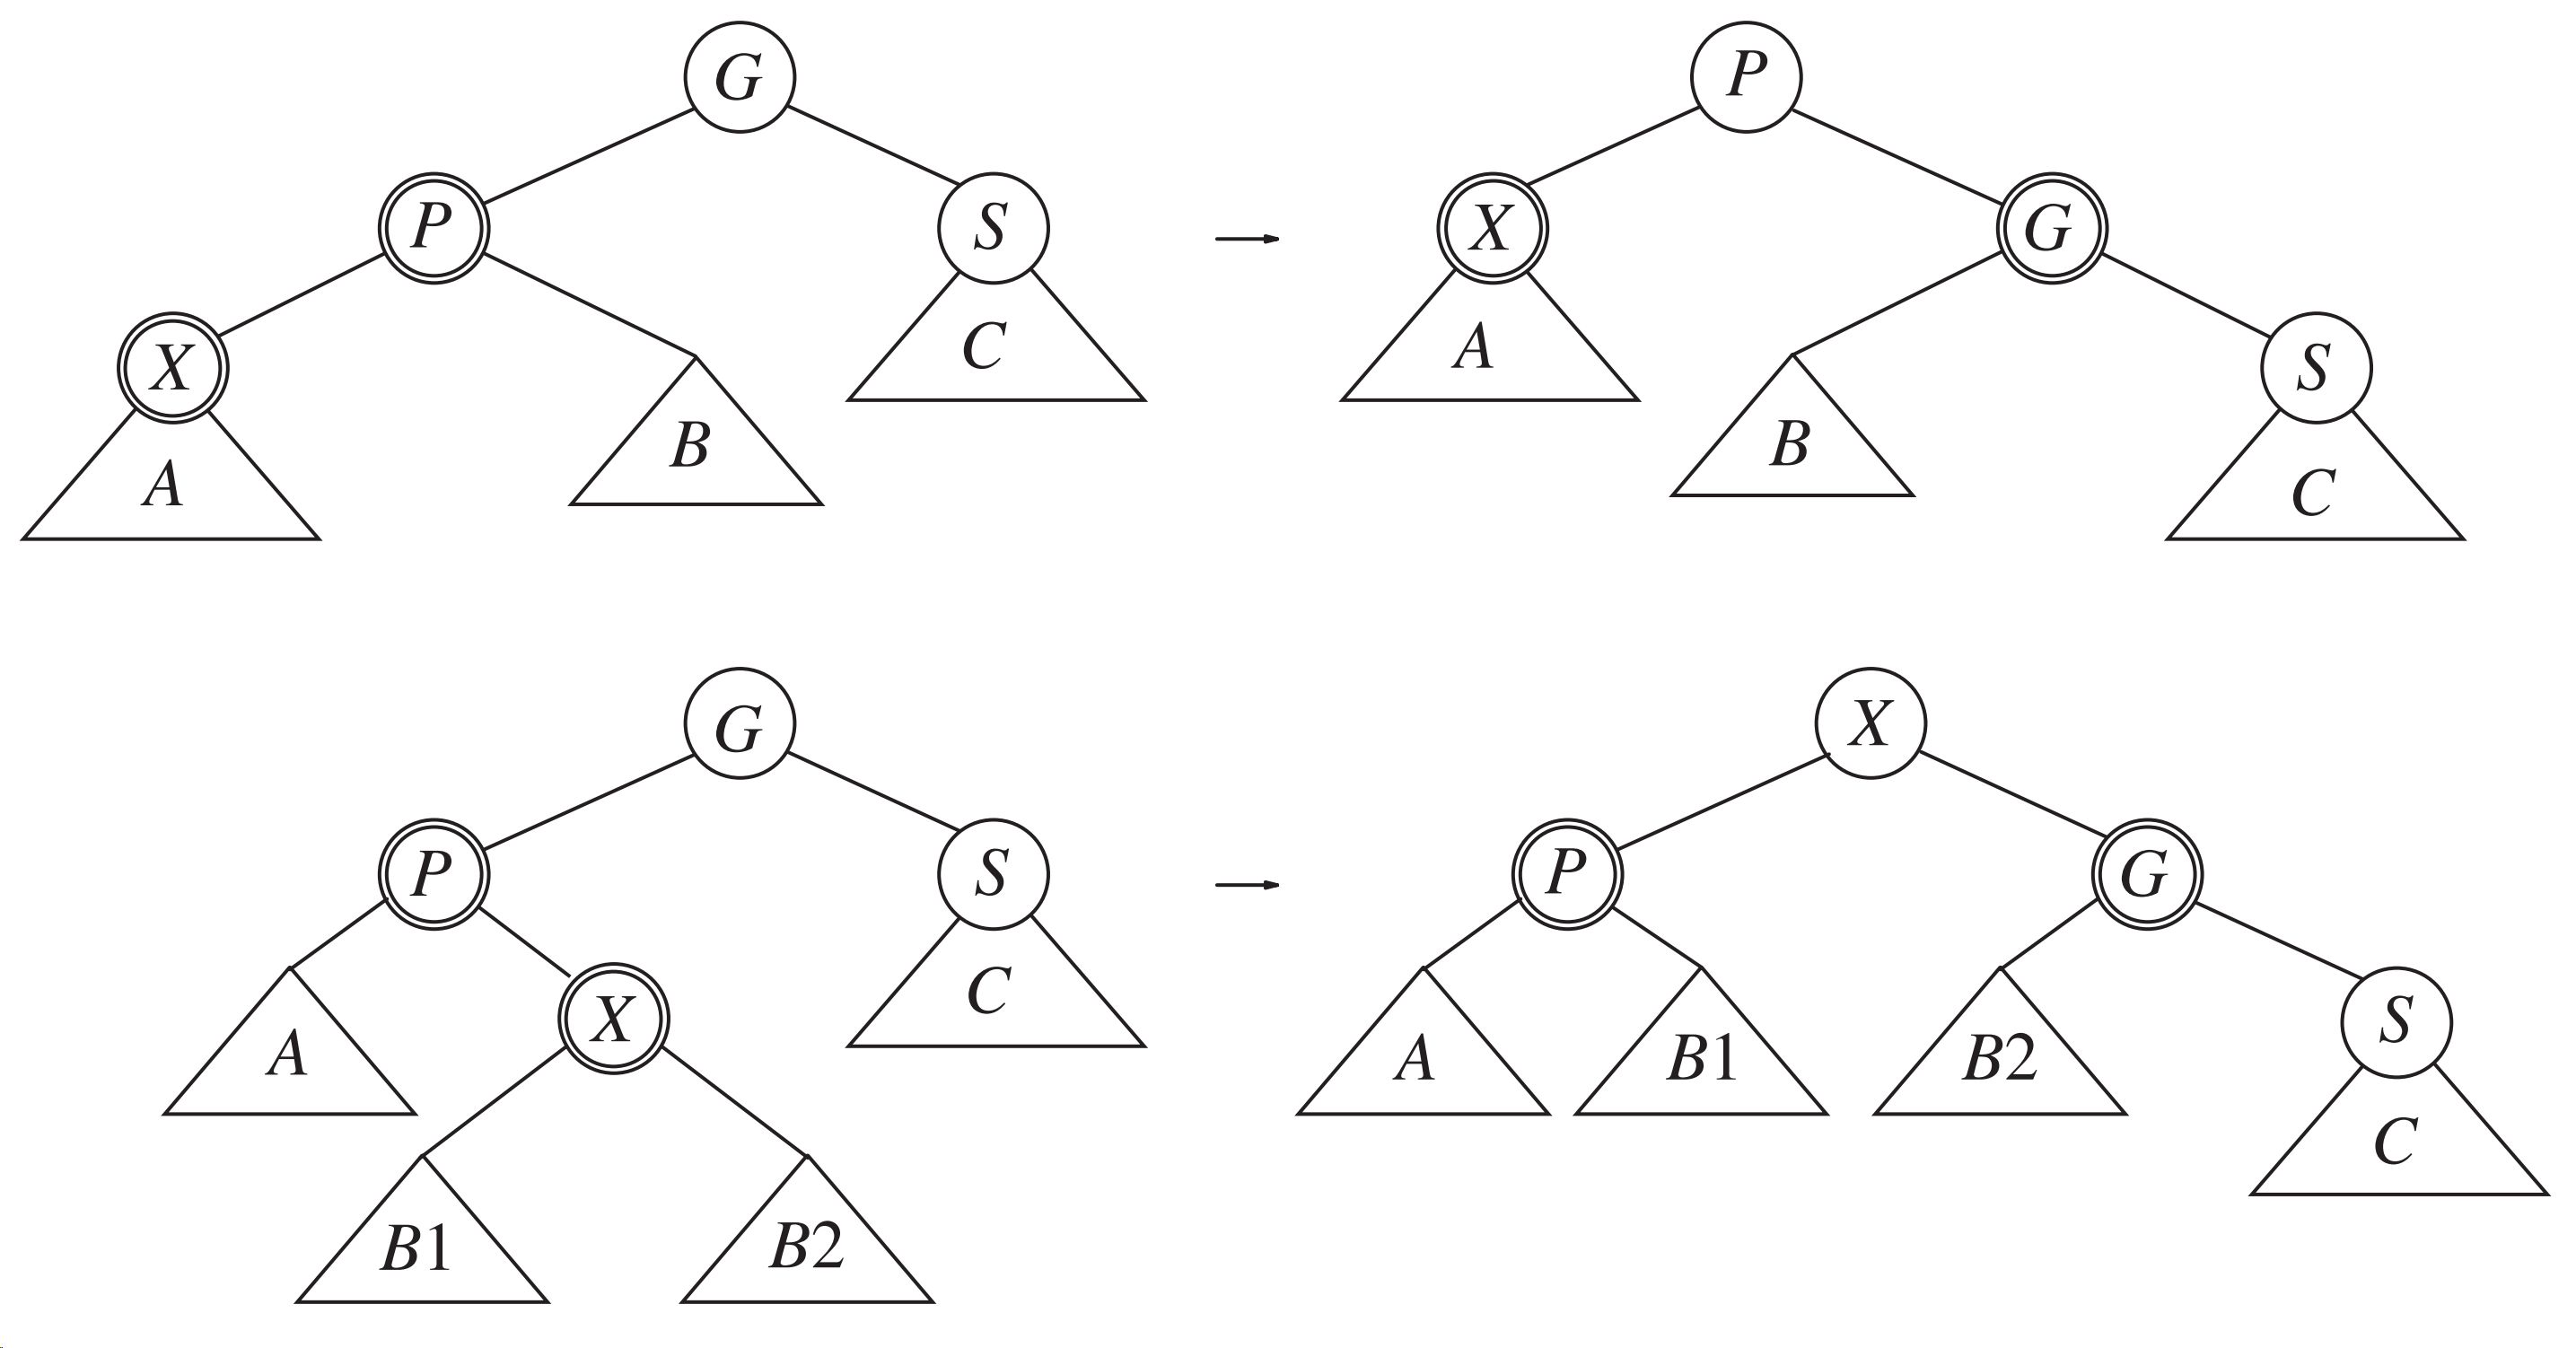 G P
P S X G
X A B C A B S C
G X
P S P G
A X C A B1 B2 S
B1 B2 C